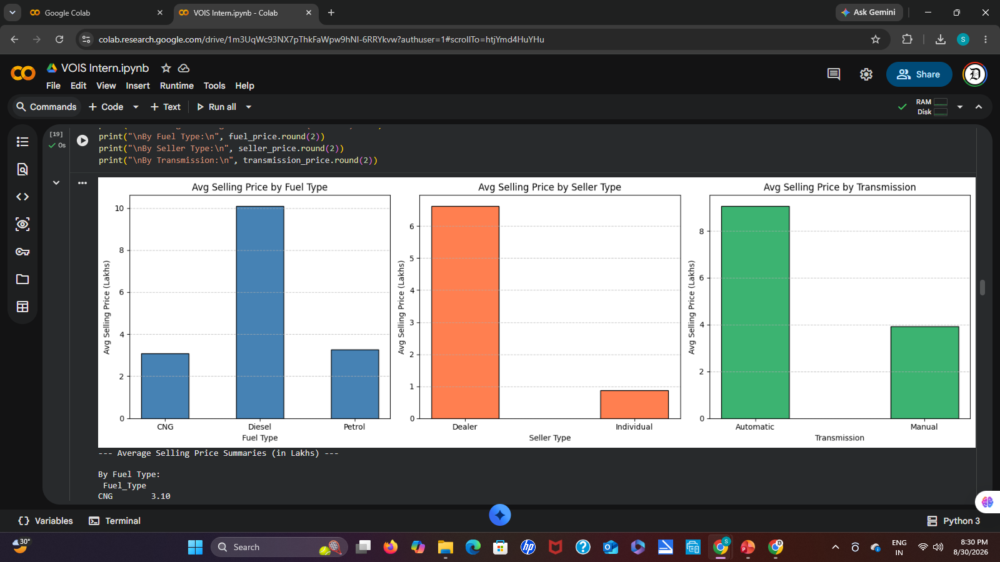 Google Colab
VOIS Intern.ipynb - Colab
Ask Gemini
colab.research.google.com/drive/1m3UqWc93NX7pThkFaWpw9hNI-6RRYkvw?authuser=1#scrollTo=htjYmd4HuYHu
S
VOIS Intern.ipynb
File Edit View Insert Runtime Tools Help
Share
Commands + Code + Text Run all
RAM
Disk
[19]
0s
print("\nBy Fuel Type:\n", fuel_price.round(2))
print("\nBy Seller Type:\n", seller_price.round(2))
print("\nBy Transmission:\n", transmission_price.round(2))
Avg Selling Price by Fuel Type
Avg Selling Price (Lakhs)
10
8
6
4
2
0
CNG Diesel Petrol
Fuel Type
Avg Selling Price by Seller Type
Avg Selling Price (Lakhs)
6
5
4
3
2
1
0
Dealer Individual
Seller Type
Avg Selling Price by Transmission
Avg Selling Price (Lakhs)
8
6
4
2
0
Automatic Manual
Transmission
--- Average Selling Price Summaries (in Lakhs) ---
By Fuel Type:
Fuel_Type
CNG 3.10
{} Variables Terminal
Python 3
30°
Search
hp
ENG
IN
8:30 PM
8/30/2026